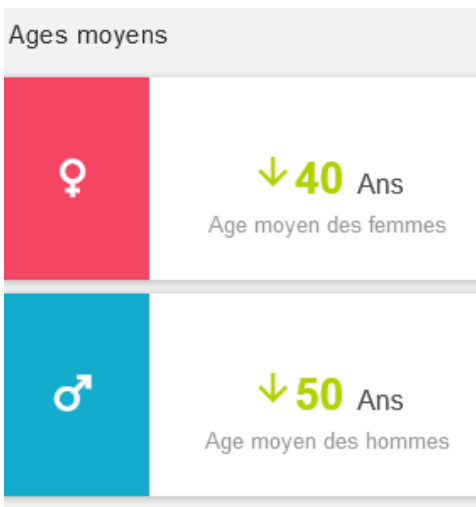 Ages moyens
40 Ans
Age moyen des femmes
50 Ans
Age moyen des hommes